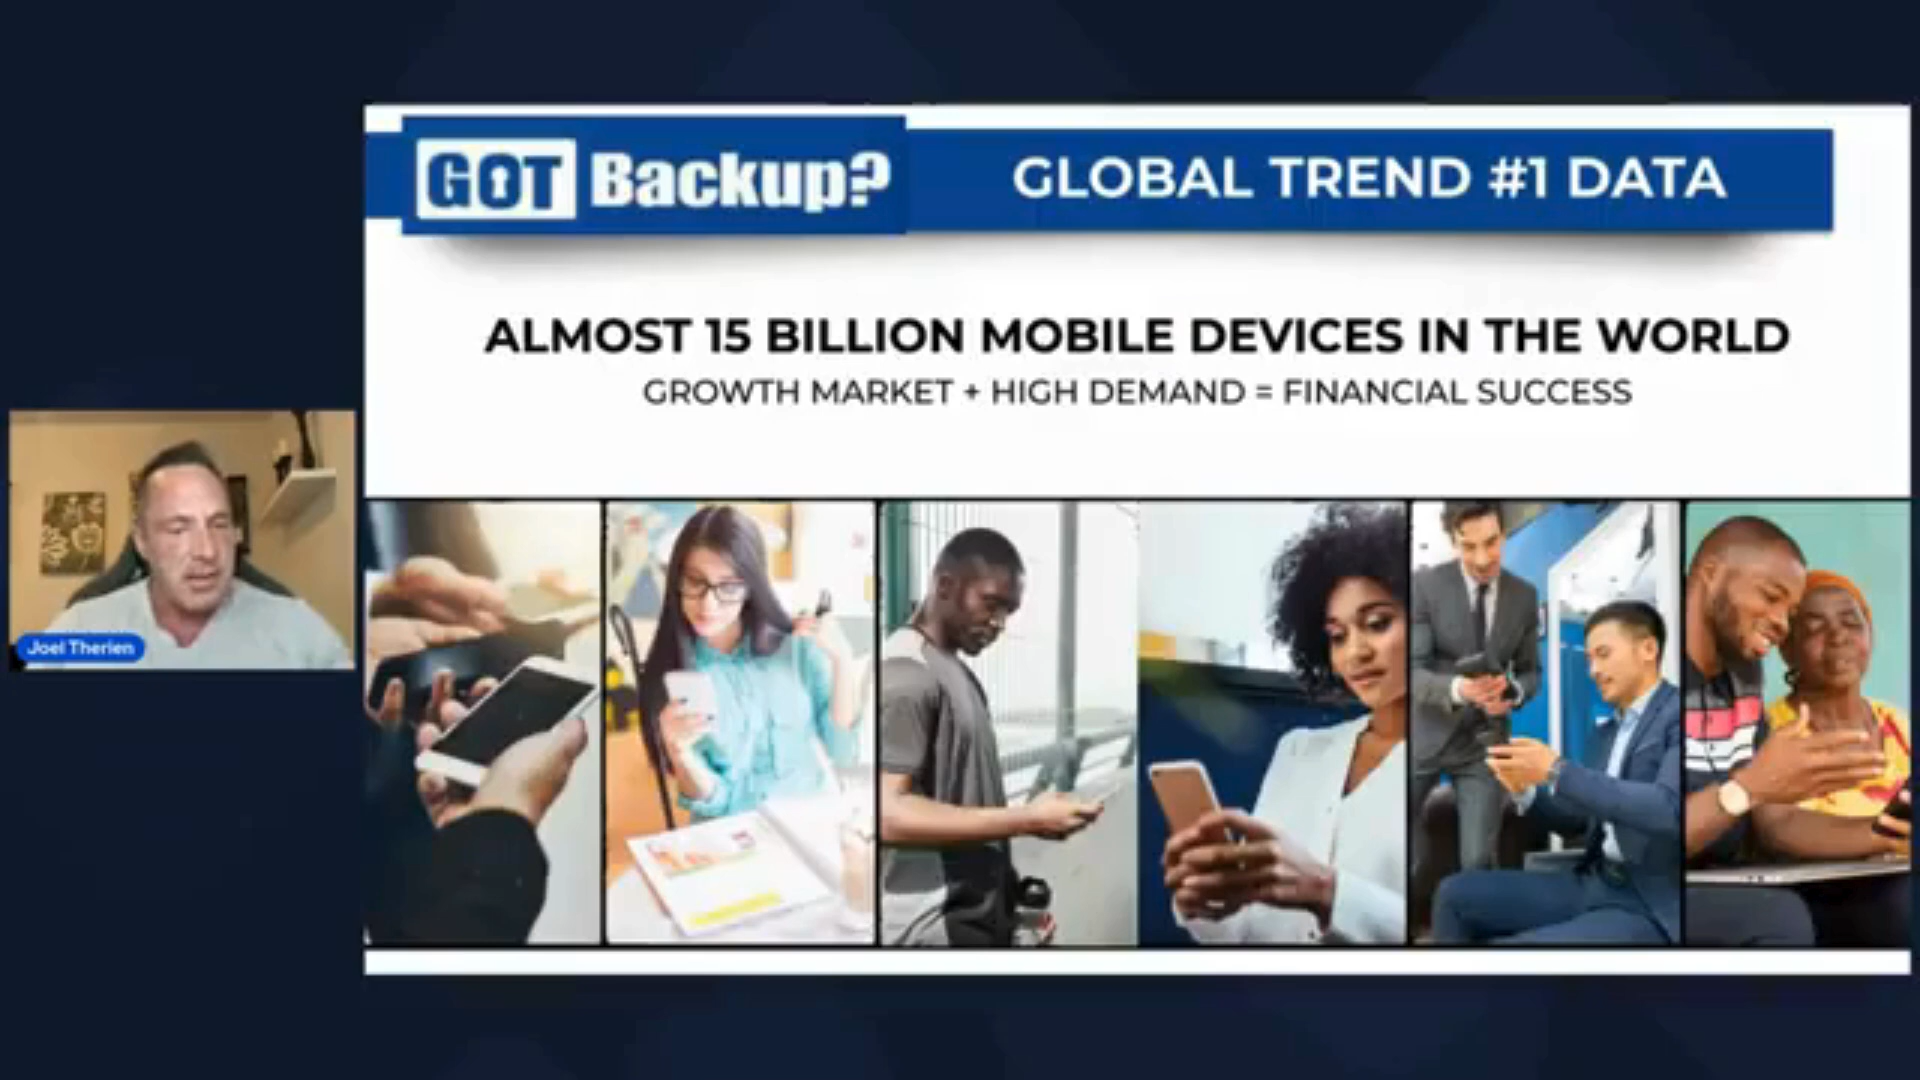 GOT Backup?
GLOBAL TREND #1 DATA
ALMOST 15 BILLION MOBILE DEVICES IN THE WORLD
GROWTH MARKET + HIGH DEMAND = FINANCIAL SUCCESS
Joel Therien